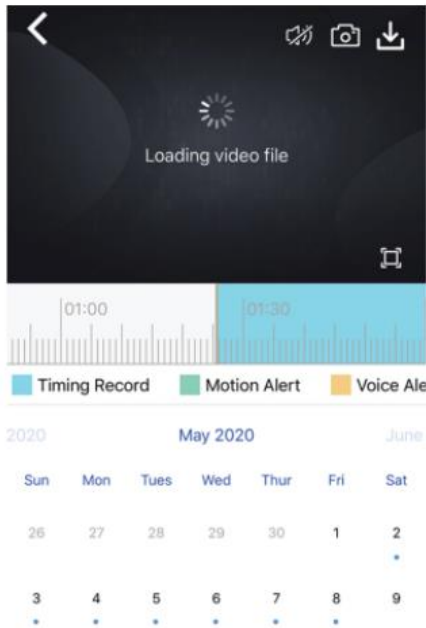 Loading video file
01:00 01:30
Timing Record Motion Alert Voice Ale
2020 May 2020 June
Sun Mon Tues Wed Thur Fri Sat
26 27 28 29 30 1 2
3 4 5 6 7 8 9